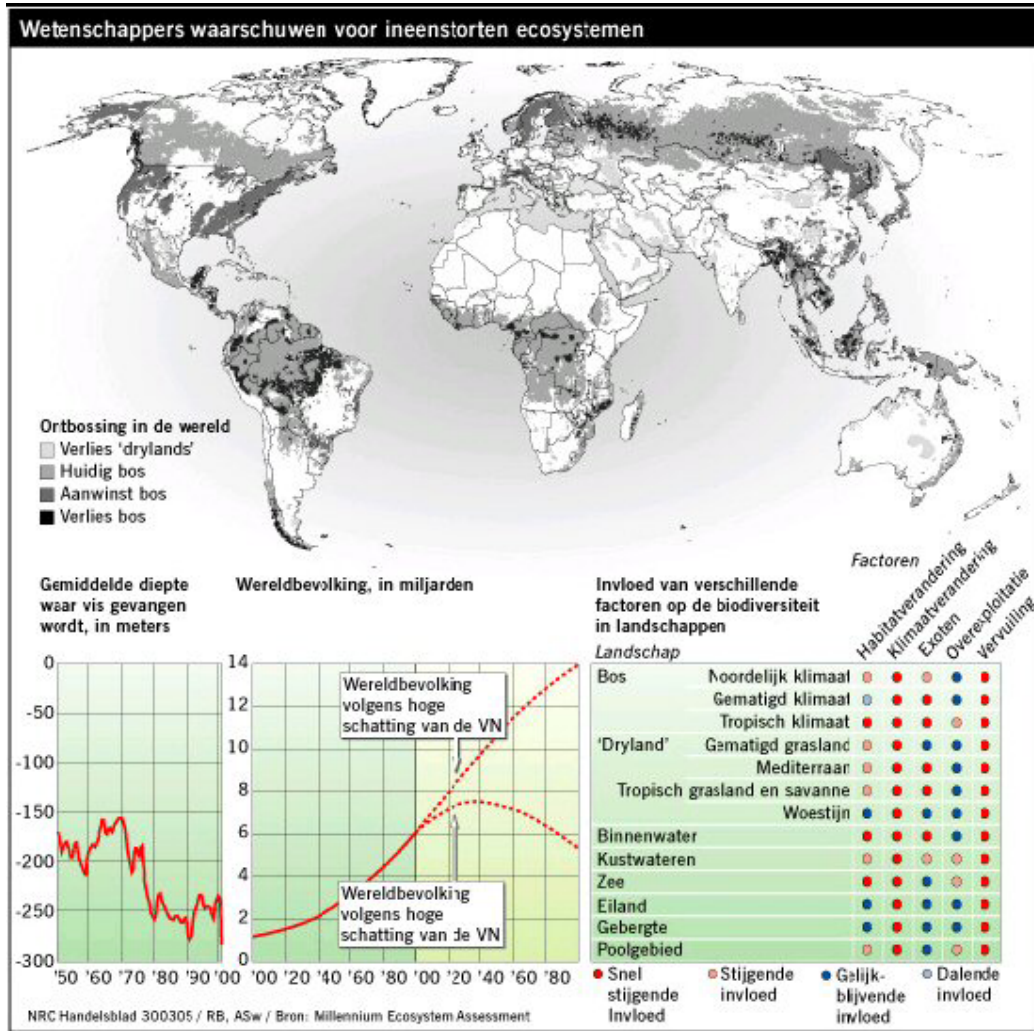 Wetenschappers waarschuwen voor ineenstorten ecosystemen
Ortbossing in de wereld
Verlies 'drylands'
Huidig bos
Aanwinst bos
Verlies bos
Gemiddelde diepte
waar vis gevangen
wordt, in meters
0
-50
-100
-150
-200
-250
-300
'50 '60 '70 '80 '90 '00
Wereldbevolking, in miljarden
14
12
10
8
6
4
2
0
'00 '20 '40 '60 '80 '00 '20 '40 '60 '80
Wereldbevolking
volgens hoge
schatting van de VN
Wereldbevolking
volgens hoge
schatting van de VN
Invloed van verschillende
factoren op de biodiversiteit
in landschappen
Factoren
Habitatverandering
Klimaatverandering
Exoten
Overexploitatie
Vervuiling
Landschap
Bos Noordelijk klimaat
Gematigd klimaat
Tropisch klimaat
'Dryland' Gematigd grasland
Mediterraan
Tropisch grasland en savanne
Woestijn
Binnenwater
Kustwateren
Zee
Eiland
Gebergte
Poolgebied
Snel
stijgende
Invloed
Stijgende
invloed
Gelijk-
blijvende
invloed
Dalende
invloed
NRC Handelsblad 300305 / RB, ASw / Bron: Millennium Ecosystem Assessment